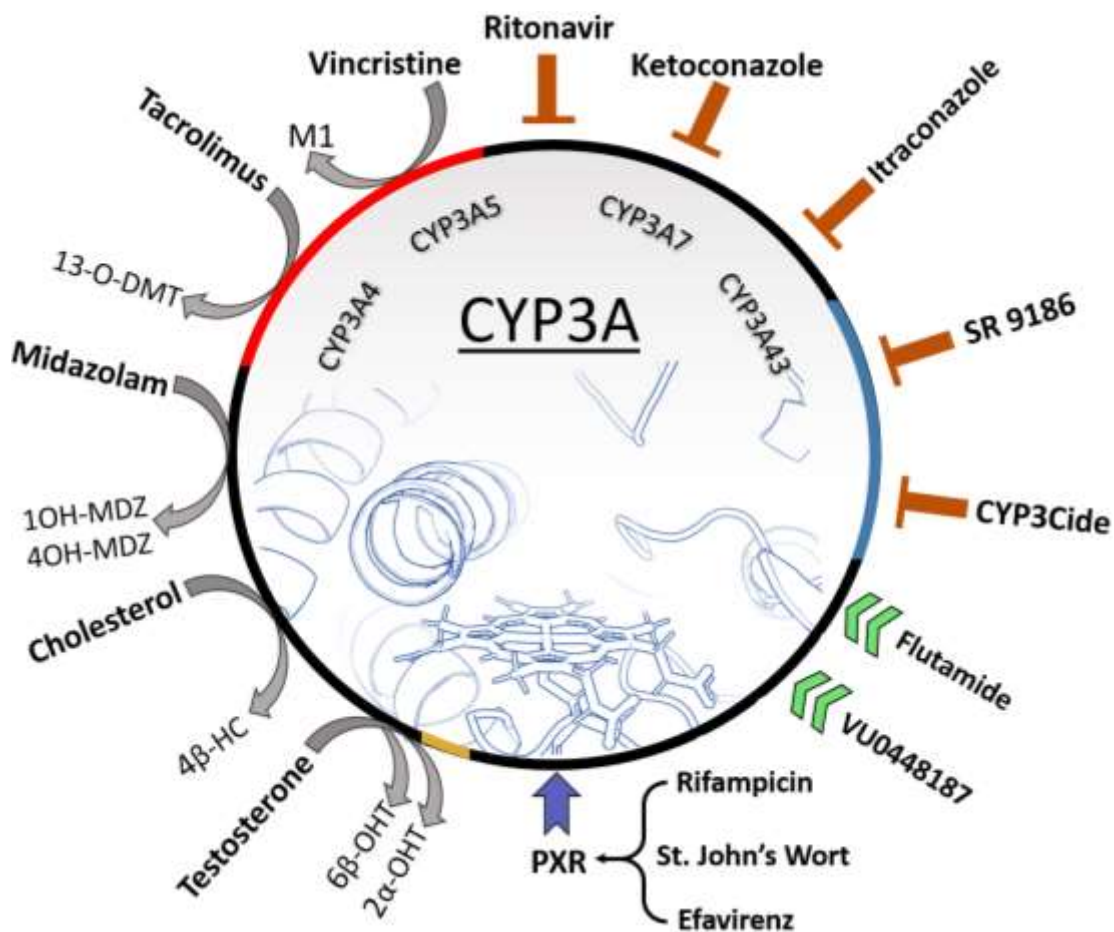 Ritonavir
Vincristine
Ketoconazole
Tacrolimus
M1
Itraconazole
CYP3A5
CYP3A7
13-O-DMT
CYP3A4
CYP3A
CYP3A43
SR 9186
Midazolam
1OH-MDZ
4OH-MDZ
CYP3Cide
Cholesterol
Flutamide
4β-HC
VU0448187
Testosterone
6β-OHT
2α-OHT
Rifampicin
PXR
St. John's Wort
Efavirenz